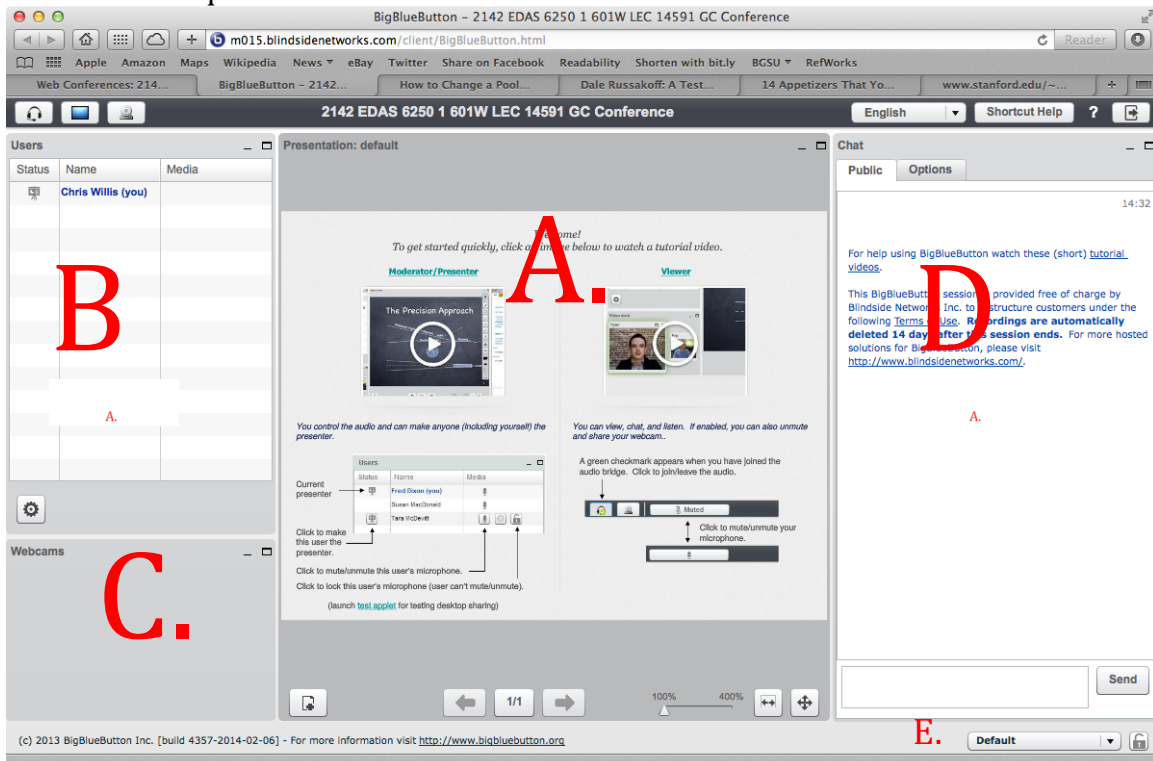 BigBlueButton – 2142 EDAS 6250 1 601W LEC 14591 GC Conference
m015.blindsidenetworks.com/client/BigBlueButton.html
Reader
Apple Amazon Maps Wikipedia News eBay Twitter Share on Facebook Readability Shorten with bit.ly BGSU RefWorks
Web Conferences: 214... BigBlueButton – 2142... How to Change a Pool... Dale Russakoff: A Test... 14 Appetizers That Yo... www.stanford.edu/~...
2142 EDAS 6250 1 601W LEC 14591 GC Conference
English Shortcut Help ?
Users
Status Name Media
Chris Willis (you)
B
A.
Webcams
C.
Presentation: default
A.
To get started quickly, click an image below to watch a tutorial video.
Moderator/Presenter
The Precision Approach
Viewer
You control the audio and can make anyone (including yourself) the
presenter.
Users
Status Name Media
Current
presenter
Fred Dixon (you)
Susan MacDonald
Tara McDevitt
Click to make
this user the
presenter.
Click to mute/unmute this user's microphone.
Click to lock this user's microphone (user can't mute/unmute).
(launch test applet for testing desktop sharing)
You can view, chat, and listen. If enabled, you can also unmute
and share your webcam..
A green checkmark appears when you have joined the
audio bridge. Click to join/leave the audio.
Muted
Click to mute/unmute your
microphone.
1/1
100% 400%
Chat
Public Options
14:32
For help using BigBlueButton watch these (short) tutorial
videos.
This BigBlueButton session is provided free of charge by
Blindside Networks Inc. to Instructure customers under the
following Terms of Use. Recordings are automatically
deleted 14 days after this session ends. For more hosted
solutions for BigBlueButton, please visit
http://www.blindsidenetworks.com/.
D
A.
Send
(c) 2013 BigBlueButton Inc. [build 4357-2014-02-06] - For more information visit http://www.bigbluebutton.org
E.
Default